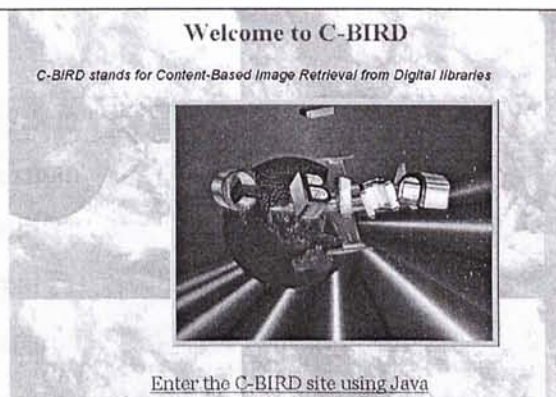 Welcome to C-BIRD
C-BIRD stands for Content-Based Image Retrieval from Digital libraries
Enter the C-BIRD site using Java